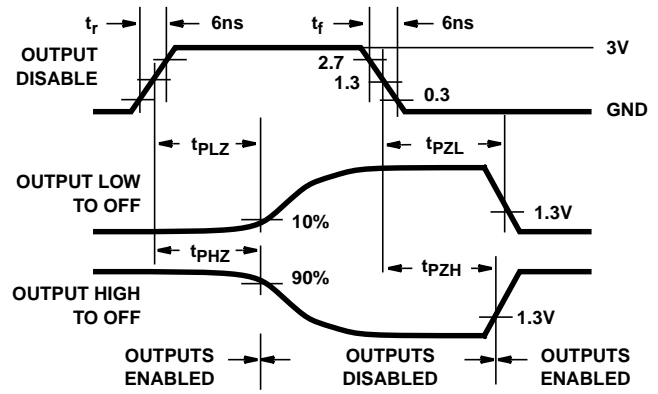 tr 6ns tf 6ns
OUTPUT
DISABLE
2.7
1.3
0.3
3V
GND
tPLZ tPZL
OUTPUT LOW
TO OFF
10%
1.3V
tPHZ tPZH
OUTPUT HIGH
TO OFF
90%
1.3V
OUTPUTS
ENABLED
OUTPUTS
DISABLED
OUTPUTS
ENABLED